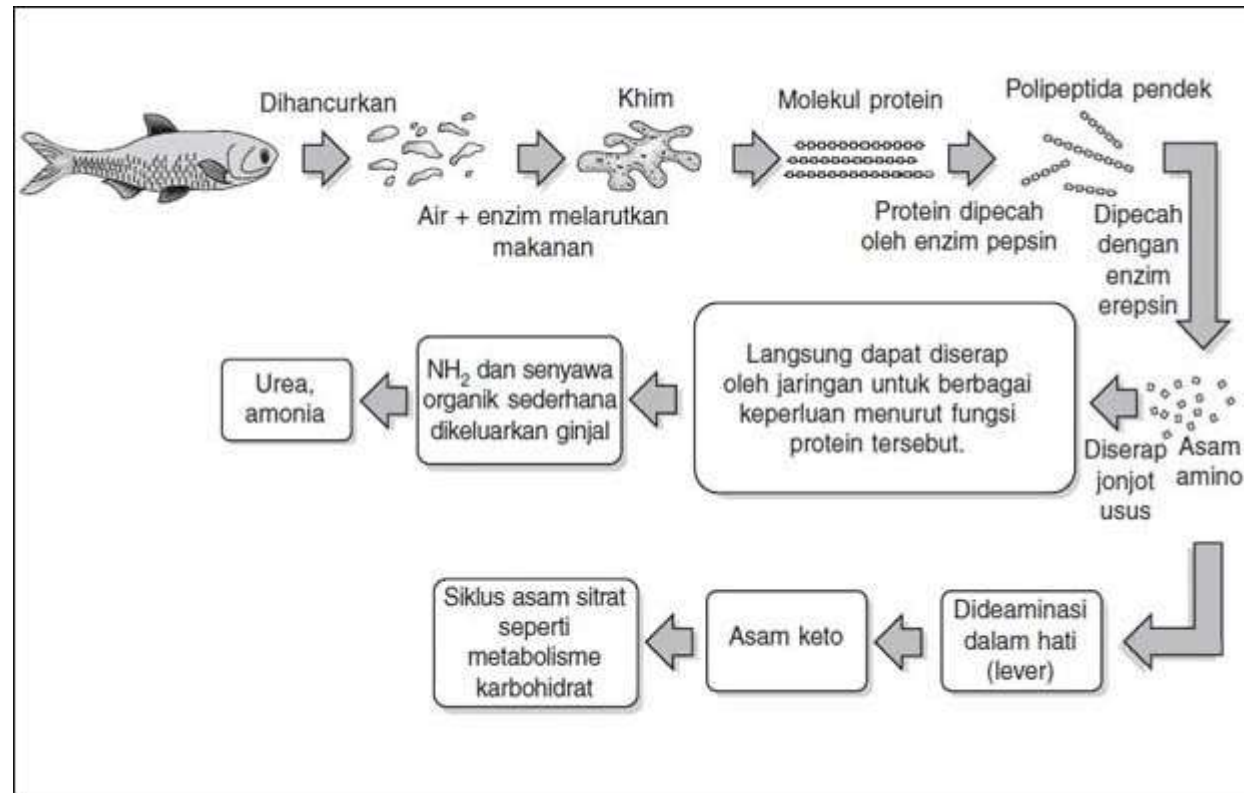 Dihancurkan
Air + enzim melarutkan
makanan
Khim
Molekul protein
Protein dipecah
oleh enzim pepsin
Polipeptida pendek
Dipecah
dengan
enzim
erepsin
Asam
amino
Diserap
jonjot
usus
Langsung dapat diserap
oleh jaringan untuk berbagai
keperluan menurut fungsi
protein tersebut.
NH₂ dan senyawa
organik sederhana
dikeluarkan ginjal
Urea,
amonia
Dideaminasi
dalam hati
(lever)
Asam keto
Siklus asam sitrat
seperti
metabolisme
karbohidrat